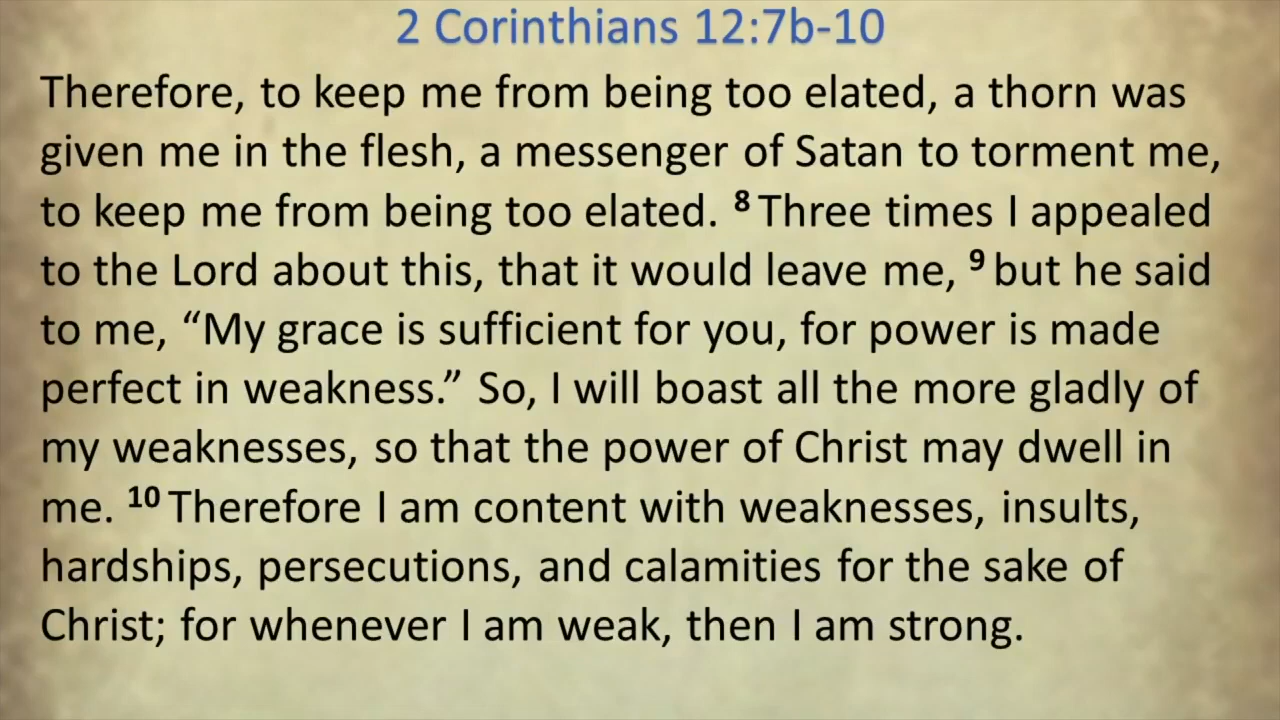 2 Corinthians 12:7b-10
Therefore, to keep me from being too elated, a thorn was
given me in the flesh, a messenger of Satan to torment me,
to keep me from being too elated. 8 Three times I appealed
to the Lord about this, that it would leave me, 9 but he said
to me, “My grace is sufficient for you, for power is made
perfect in weakness.” So, I will boast all the more gladly of
my weaknesses, so that the power of Christ may dwell in
me. 10 Therefore I am content with weaknesses, insults,
hardships, persecutions, and calamities for the sake of
Christ; for whenever I am weak, then I am strong.